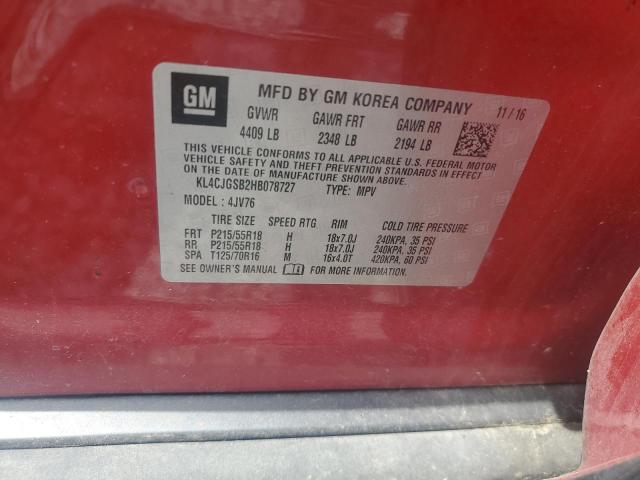 GM
MFD BY GM KOREA COMPANY 11/16
GVWR GAWR FRT GAWR RR
4409 LB 2348 LB 2194 LB
THIS VEHICLE CONFORMS TO ALL APPLICABLE U.S. FEDERAL MOTOR
VEHICLE SAFETY AND THEFT PREVENTION STANDARDS IN EFFECT
ON THE DATE OF MANUFACTURE SHOWN ABOVE.
KL4CJGSB2HB078727 TYPE: MPV
MODEL: 4JV76
TIRE SIZE SPEED RTG RIM COLD TIRE PRESSURE
FRT P215/55R18 H 18x7.0J 240KPA, 35 PSI
RR P215/55R18 H 18x7.0J 240KPA, 35 PSI
SPA T125/70R16 M 16x4.0T 420KPA, 60 PSI
SEE OWNER'S MANUAL FOR MORE INFORMATION.